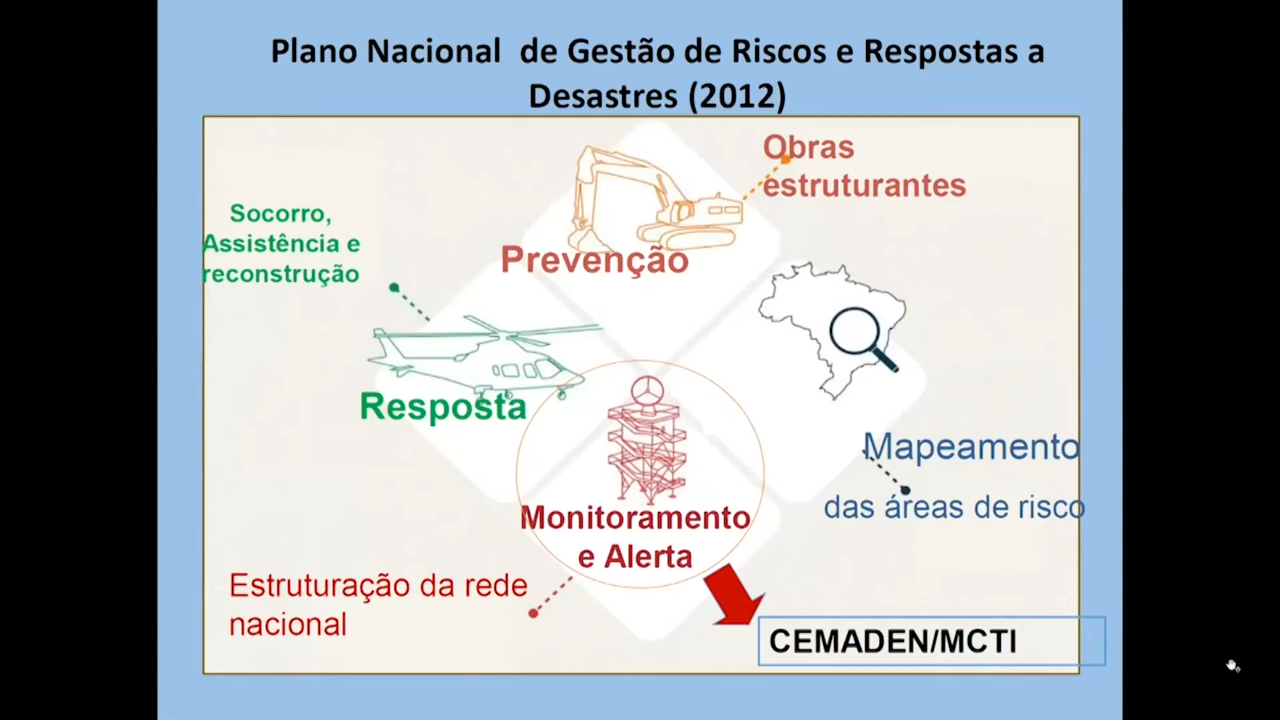 Plano Nacional de Gestão de Riscos e Respostas a
Desastres (2012)
Obras
estruturantes
Socorro,
Assistência e
reconstrução
Prevenção
Resposta
Mapeamento
das áreas de risco
Monitoramento
e Alerta
Estruturação da rede
nacional
CEMADEN/MCTI